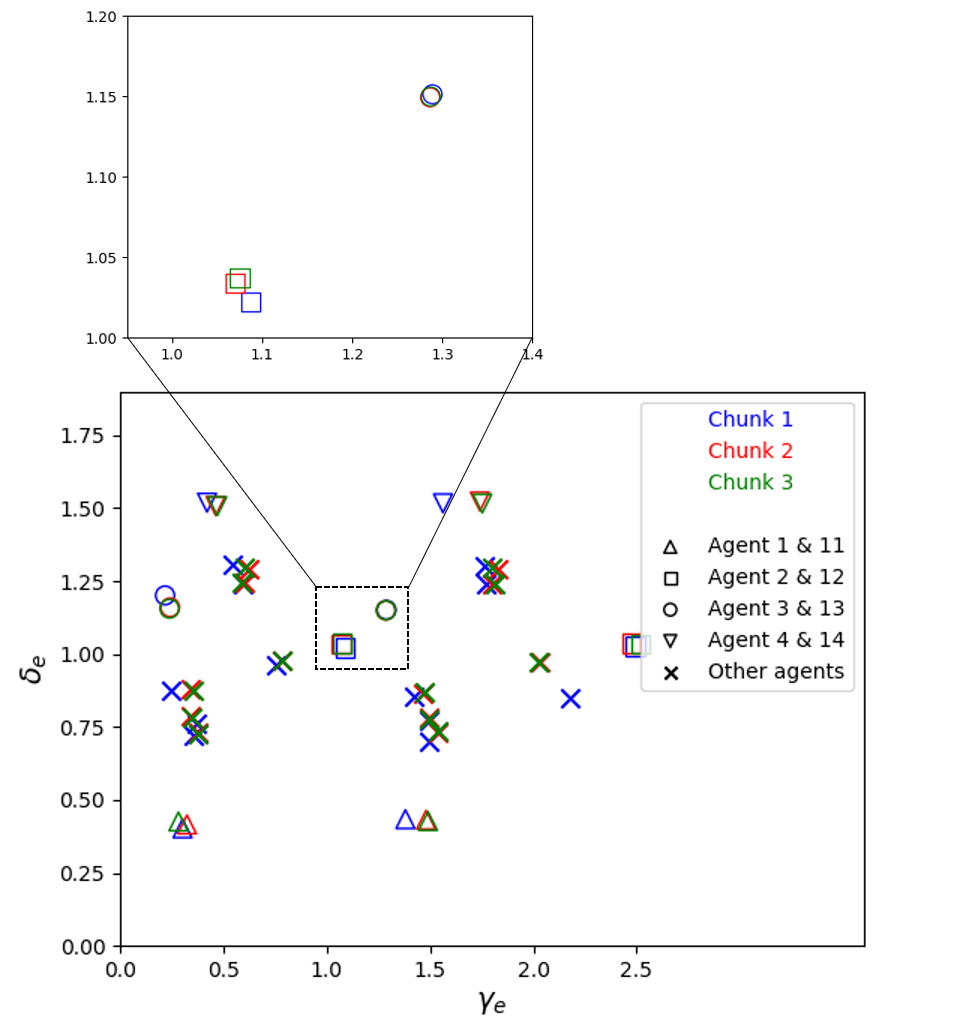 1.20
1.15
1.10
1.05
1.00
1.0 1.1 1.2 1.3 1.4
Chunk 1
Chunk 2
Chunk 3
Agent 1 & 11
Agent 2 & 12
Agent 3 & 13
Agent 4 & 14
Other agents
1.75
1.50
1.25
1.00
0.75
0.50
0.25
0.00
δₑ
0.0 0.5 1.0 1.5 2.0 2.5
γₑ